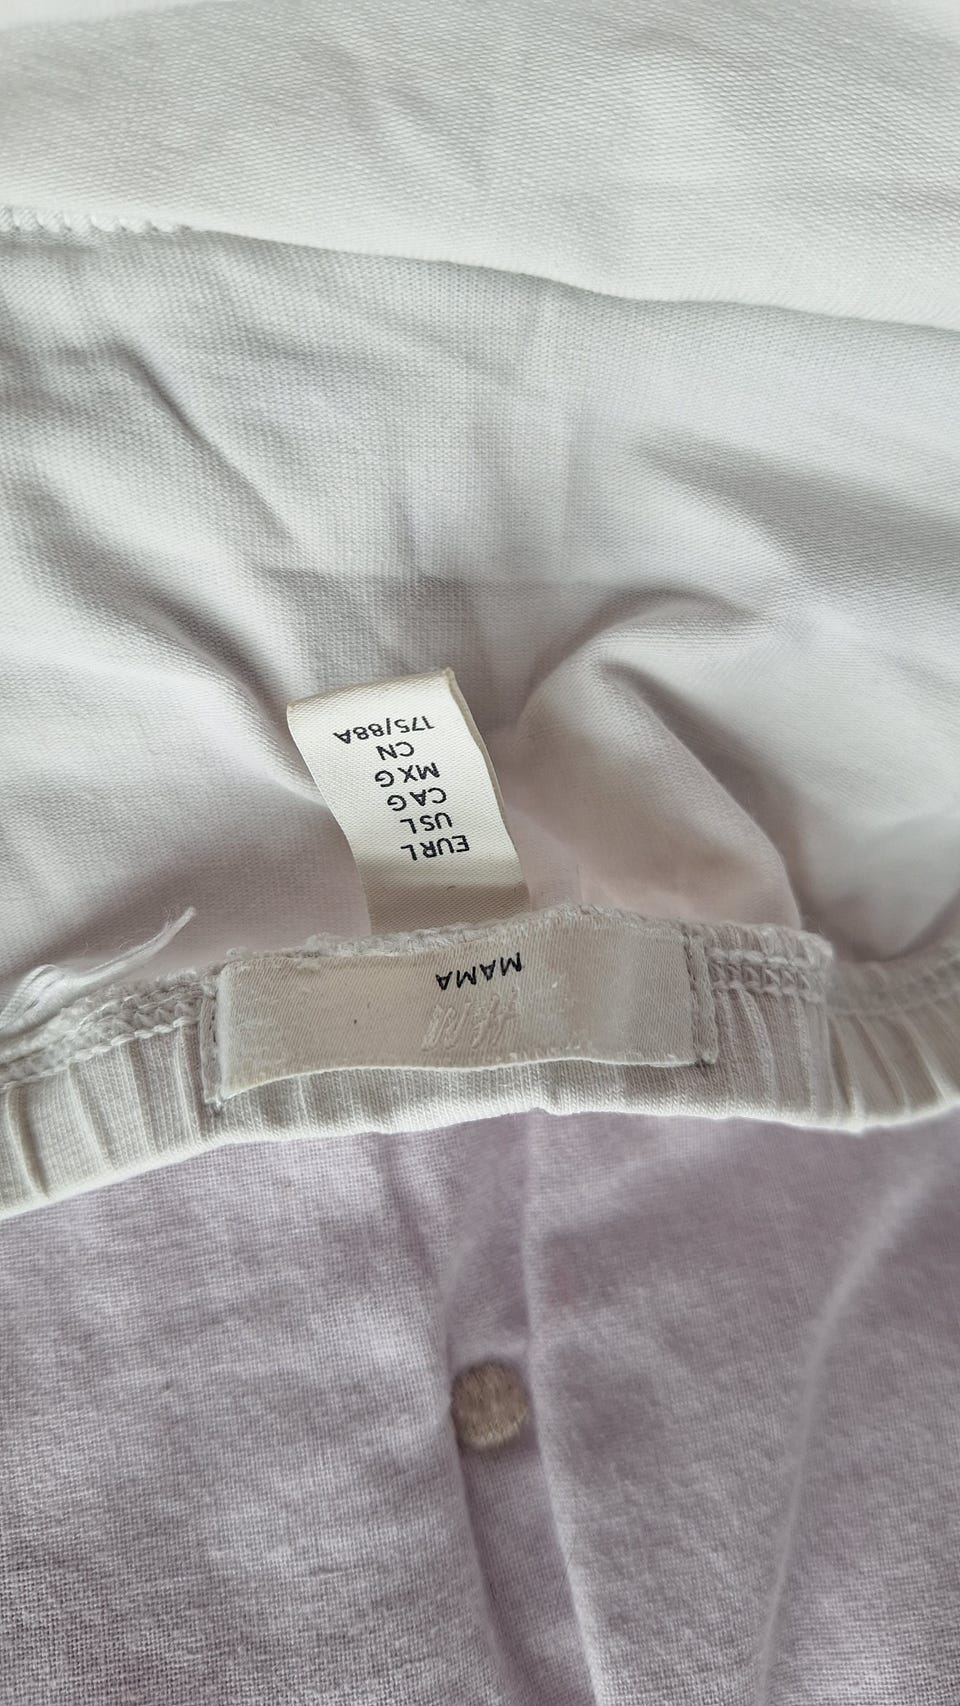 H&M
MAMA
EUR L
US L
CA G
MX G
CN
175/88A